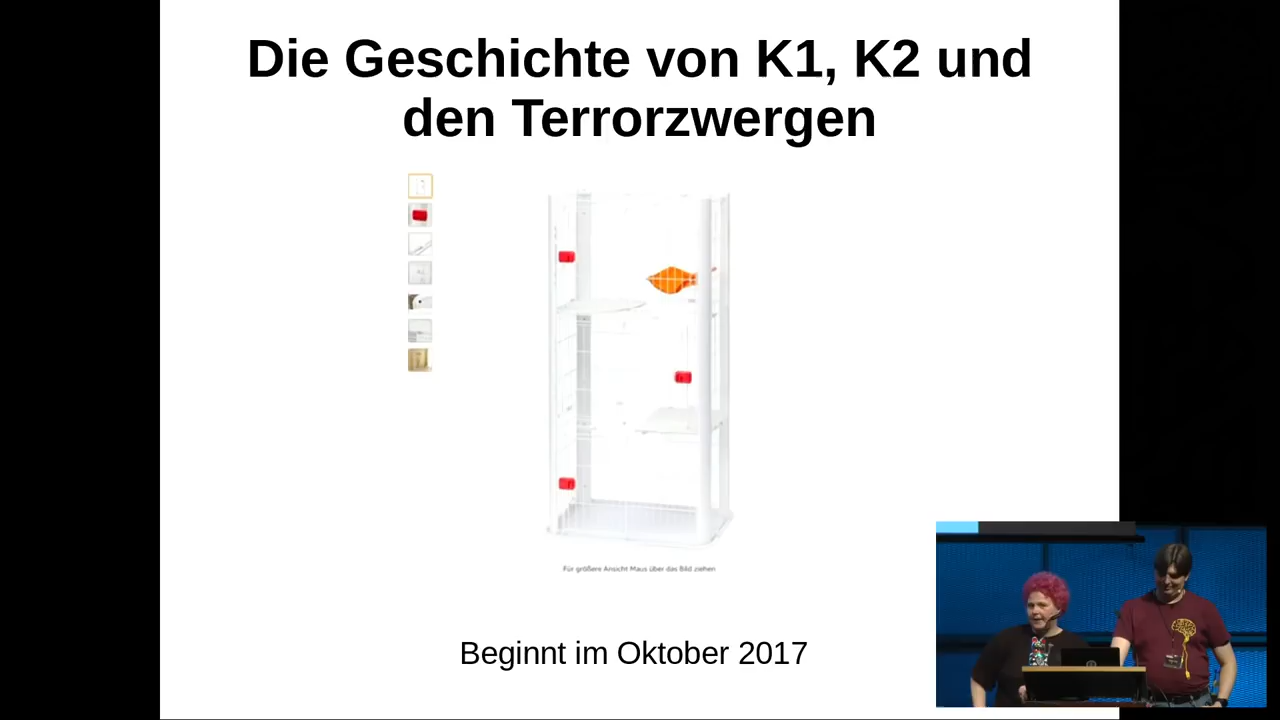 Die Geschichte von K1, K2 und
den Terrorzwergen
Für größere Ansicht Maus über das Bild ziehen
Beginnt im Oktober 2017